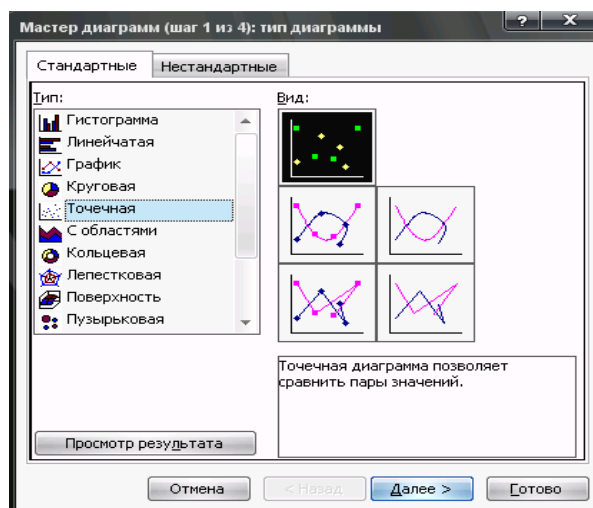 Мастер диаграмм (шаг 1 из 4): тип диаграммы
? X
Стандартные Нестандартные
Тип:
Гистограмма
Линейчатая
График
Круговая
Точечная
С областями
Кольцевая
Лепестковая
Поверхность
Пузырьковая
Вид:
Точечная диаграмма позволяет
сравнить пары значений.
Просмотр результата
Отмена < Назад Далее > Готово